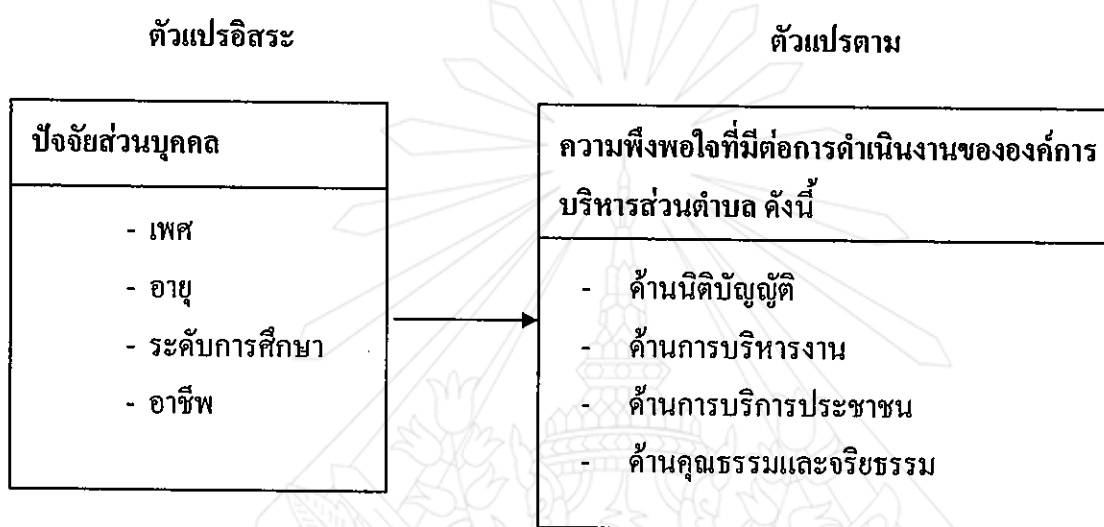 ตัวแปรอิสระ
ตัวแปรตาม
ปัจจัยส่วนบุคคล
- เพศ
- อายุ
- ระดับการศึกษา
- อาชีพ
ความพึงพอใจที่มีต่อการดำเนินงานขององค์การ
บริหารส่วนตำบล ดังนี้
- ด้านนิติบัญญัติ
- ด้านการบริหารงาน
- ด้านการบริการประชาชน
- ด้านคุณธรรมและจริยธรรม